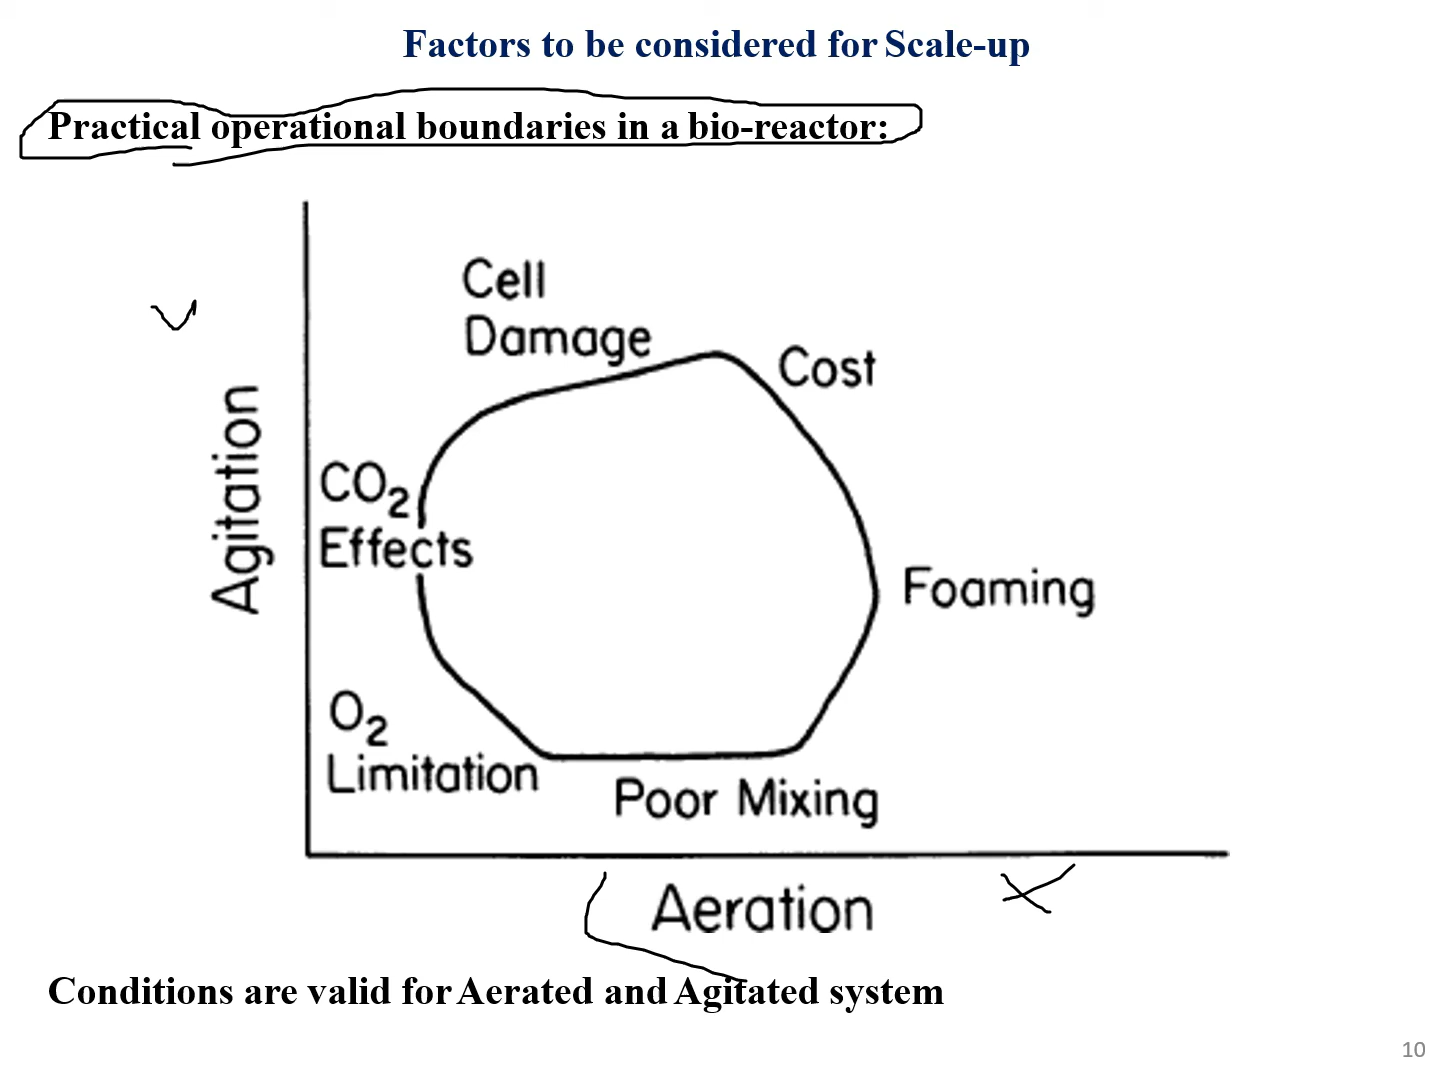 Factors to be considered for Scale-up
Practical operational boundaries in a bio-reactor:
Cell
Damage
Cost
CO₂
Effects
Agitation
Foaming
O₂
Limitation
Poor Mixing
Aeration
Conditions are valid for Aerated and Agitated system
10